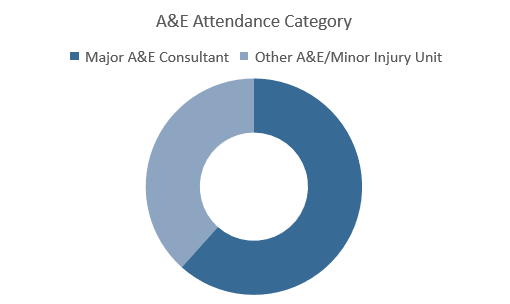 A&E Attendance Category
Major A&E Consultant Other A&E/Minor Injury Unit